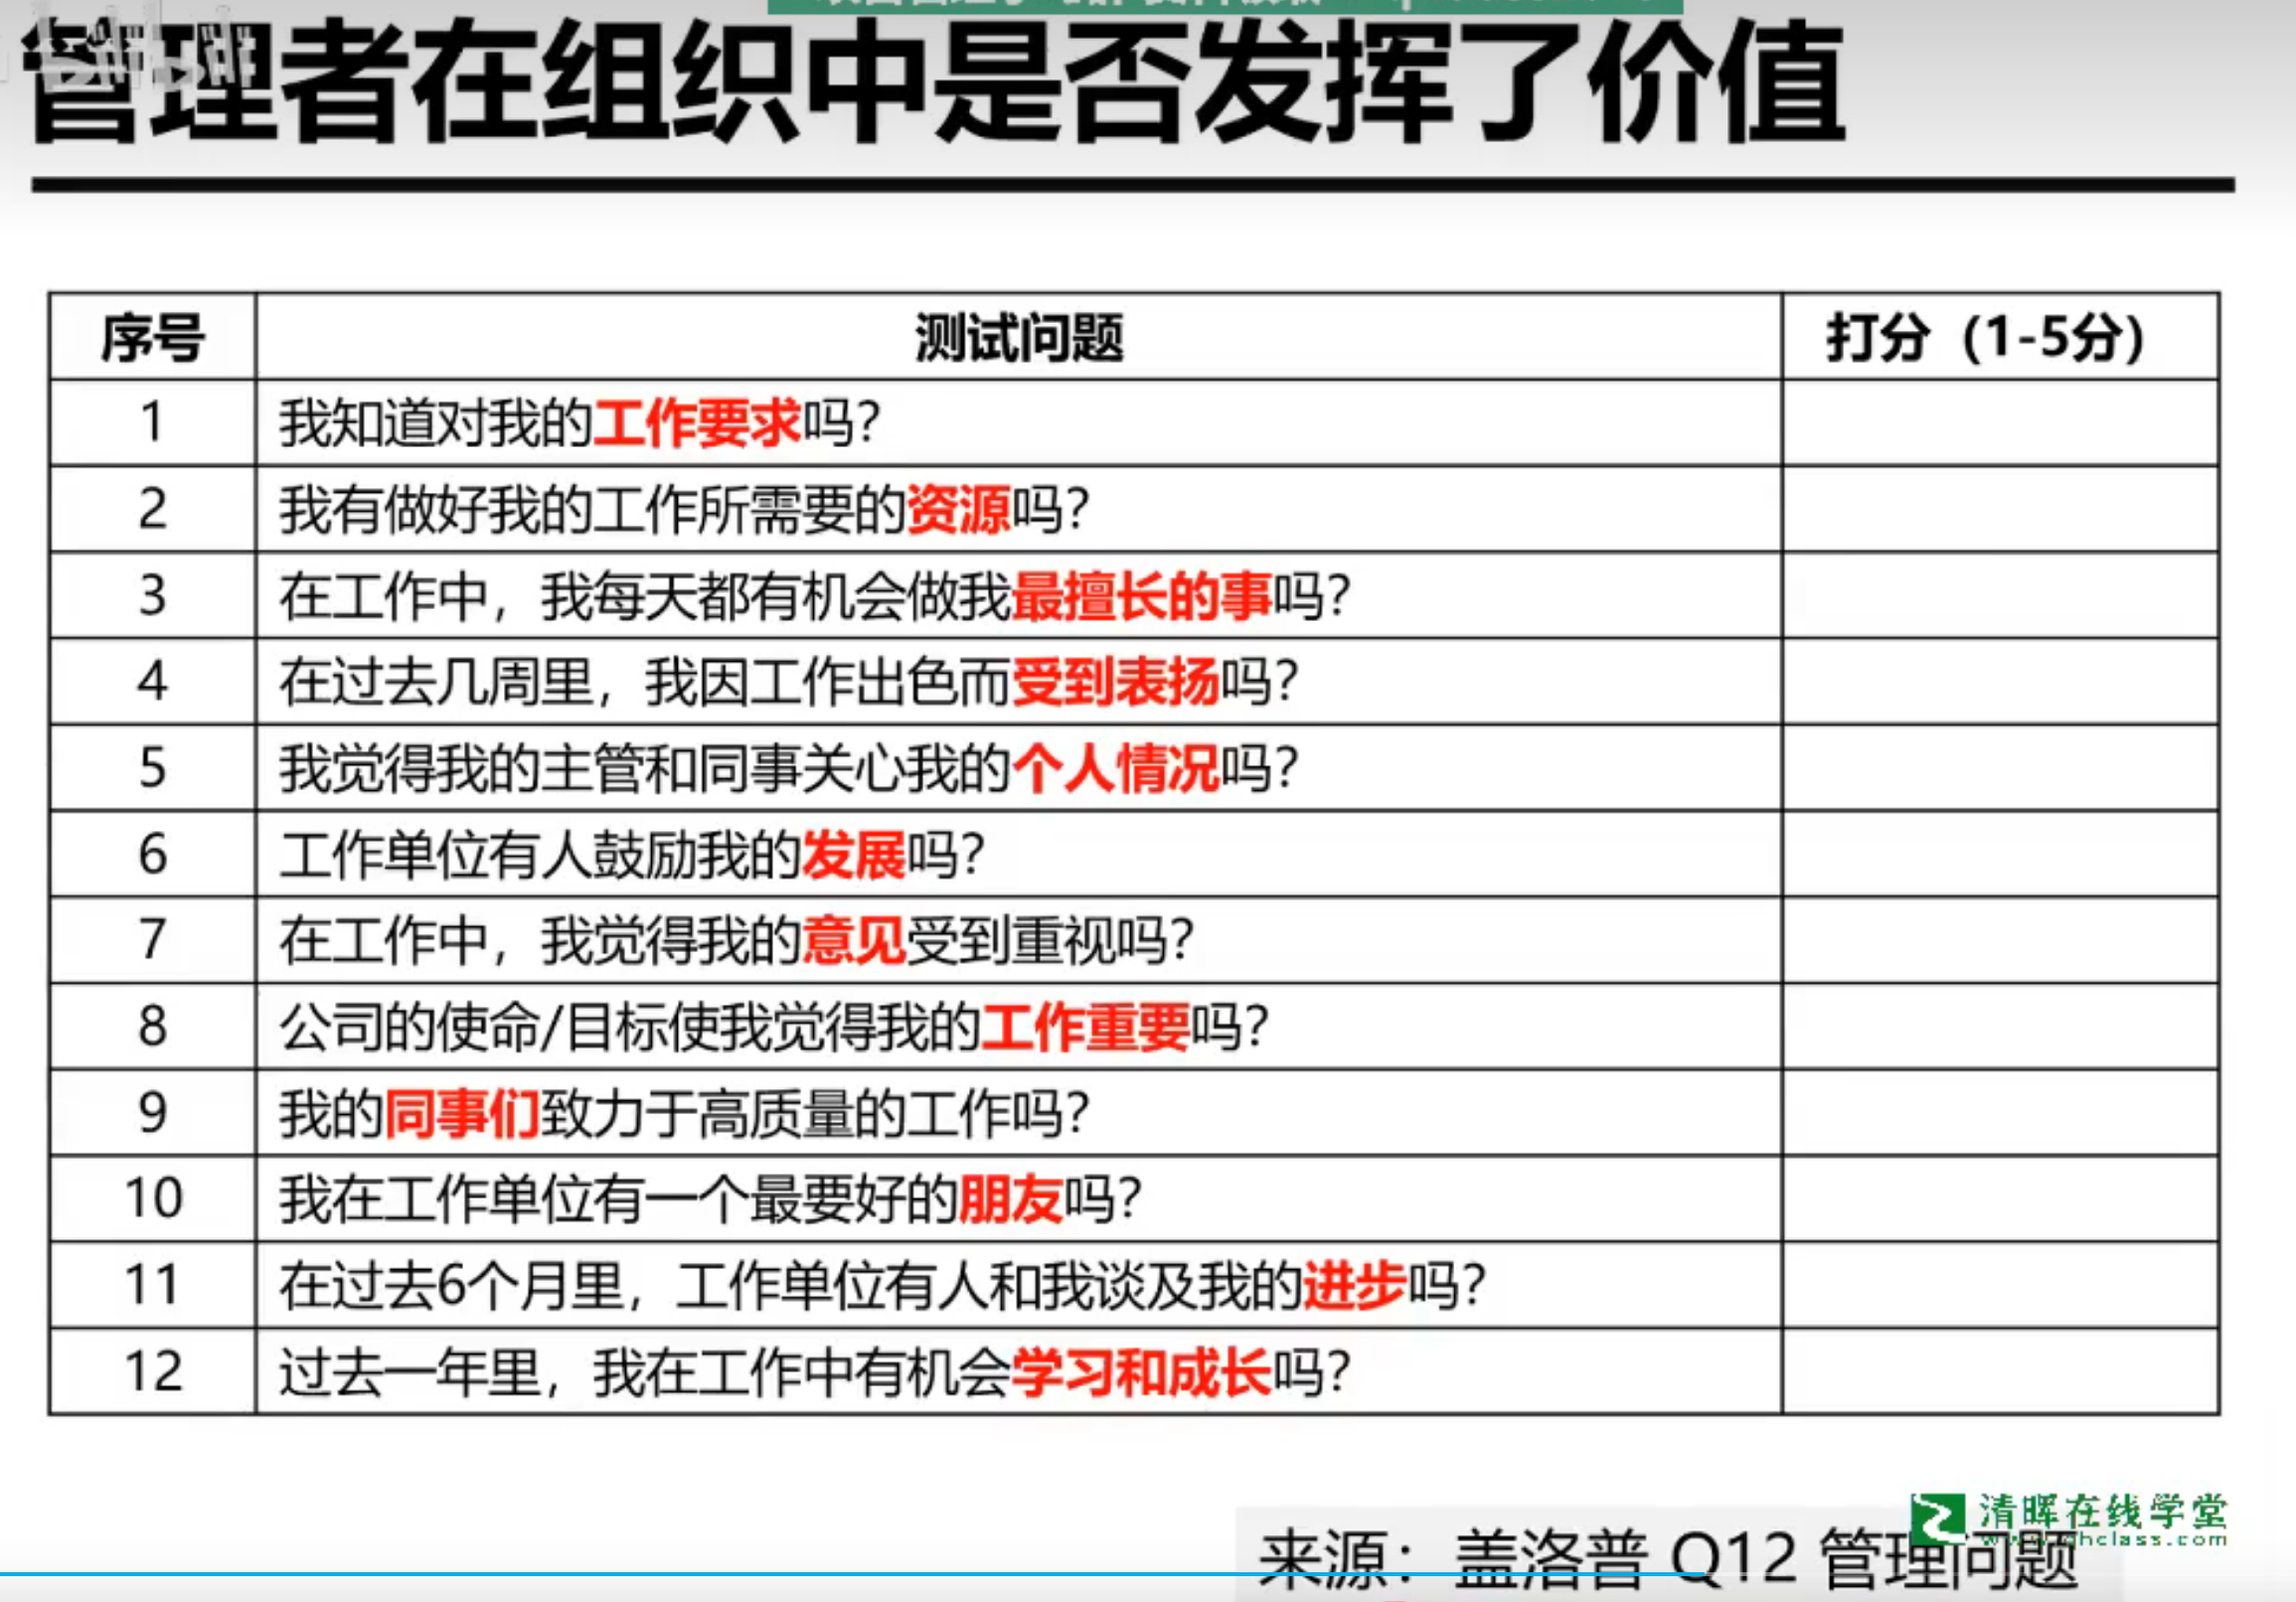 管理者在组织中是否发挥了价值
序号 测试问题 打分（1-5分）
1 我知道对我的工作要求吗？
2 我有做好我的工作所需要的资源吗？
3 在工作中，我每天都有机会做我最擅长的事吗？
4 在过去几周里，我因工作出色而受到表扬吗？
5 我觉得我的主管和同事关心我的个人情况吗？
6 工作单位有人鼓励我的发展吗？
7 在工作中，我觉得我的意见受到重视吗？
8 公司的使命/目标使我觉得我的工作重要吗？
9 我的同事们致力于高质量的工作吗？
10 我在工作单位有一个最要好的朋友吗？
11 在过去6个月里，工作单位有人和我谈及我的进步吗？
12 过去一年里，我在工作中有机会学习和成长吗？
清晖在线学堂
来源：盖洛普 Q12 管理问题